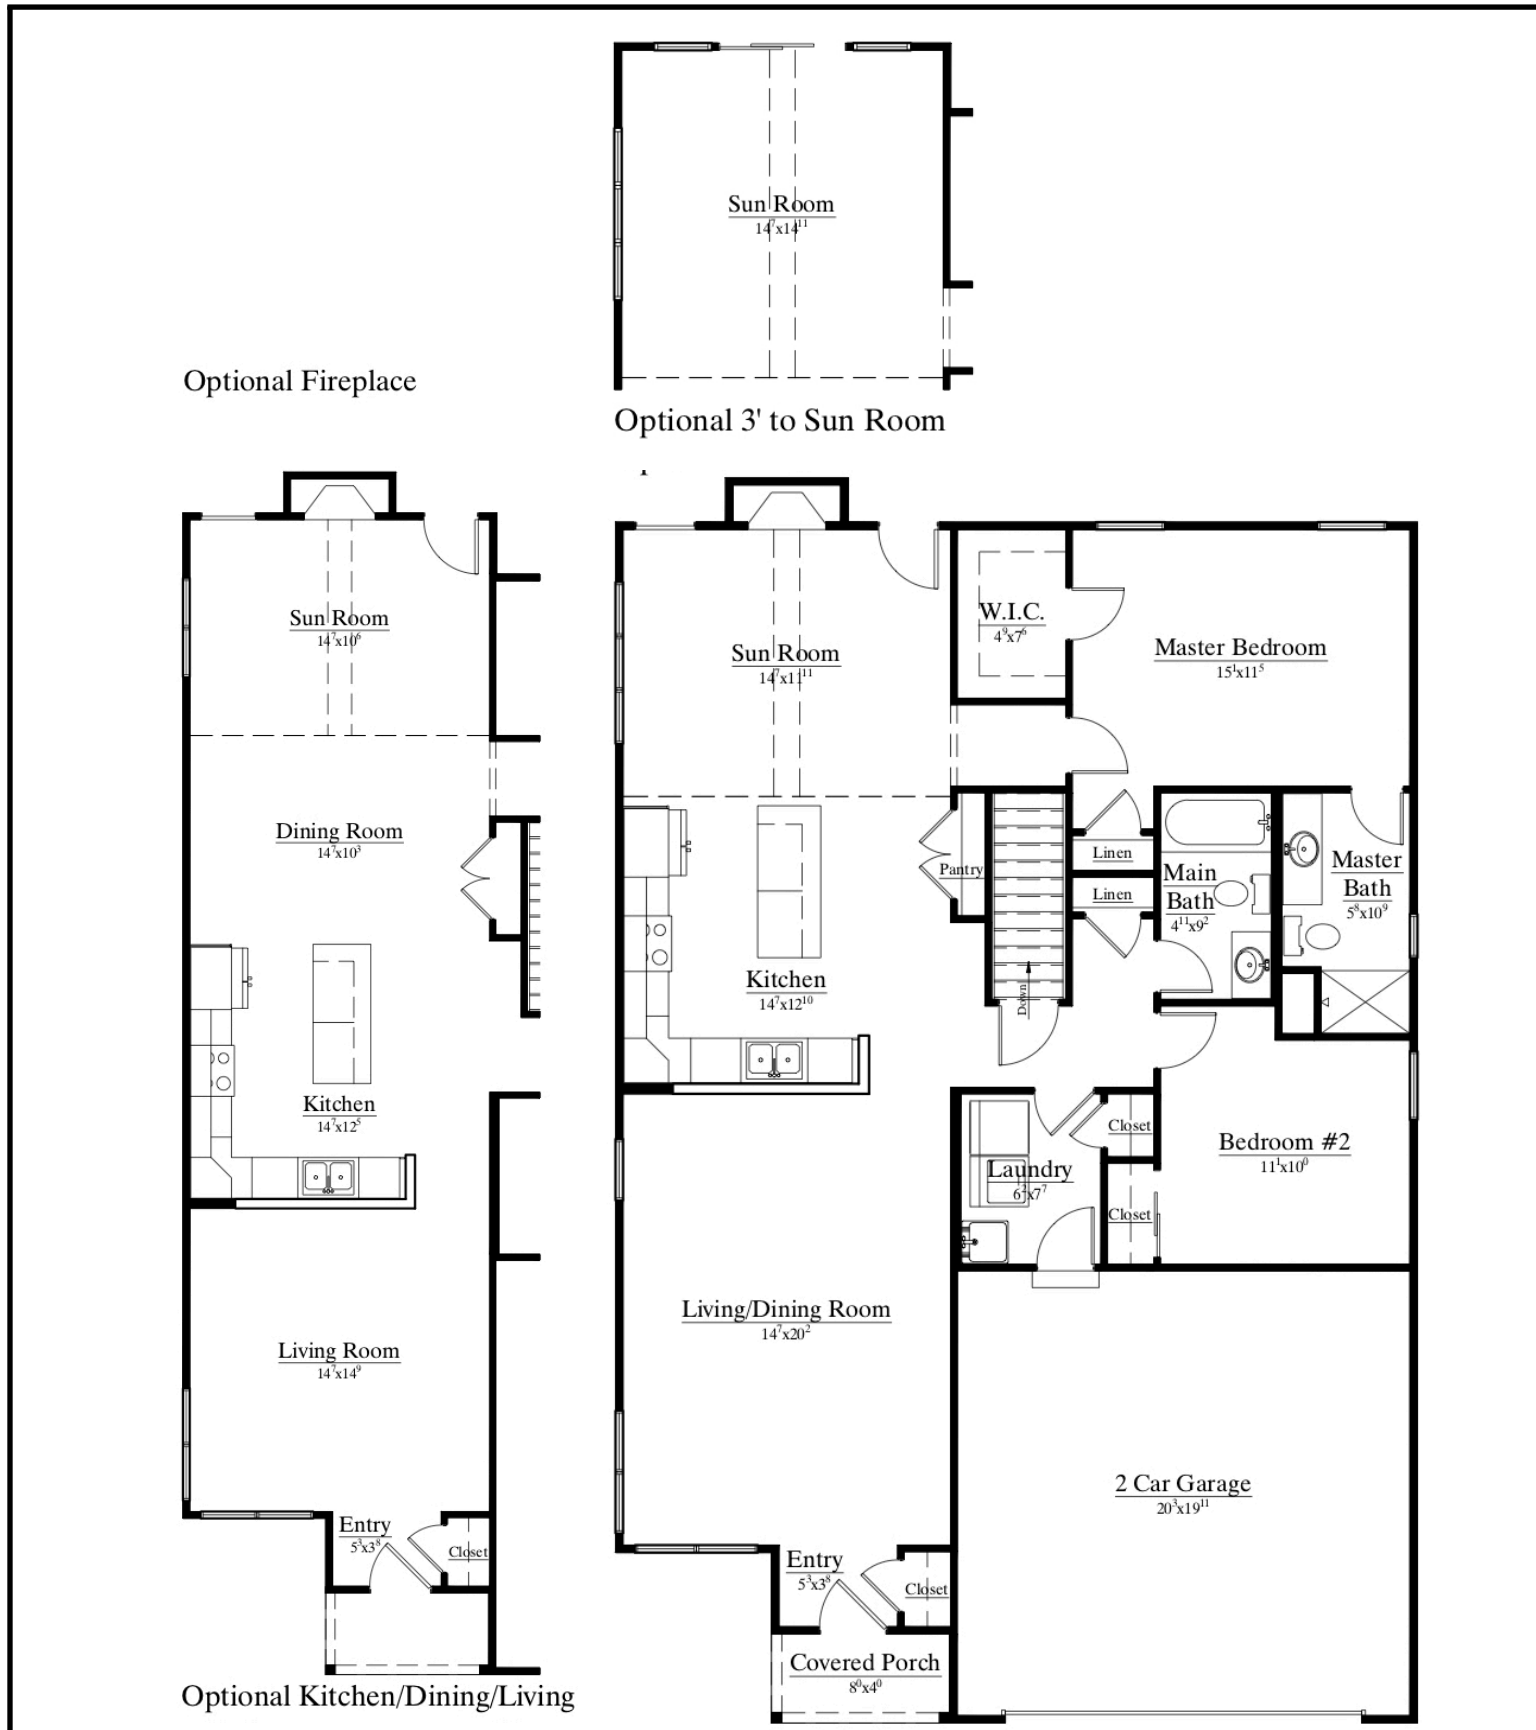 Sun Room
14⁷x14¹¹
Optional Fireplace
Optional 3' to Sun Room
Sun Room
14⁷x10⁶
Dining Room
14⁷x10³
Kitchen
14⁷x12⁵
Living Room
14⁷x14⁹
Entry
5³x3⁸
Closet
Optional Kitchen/Dining/Living
Sun Room
14⁷x11¹¹
W.I.C.
4⁹x7⁶
Master Bedroom
15¹x11⁵
Pantry
Linen
Linen
Main
Bath
4¹¹x9²
Master
Bath
5⁸x10⁹
Kitchen
14⁷x12¹⁰
Down
Closet
Laundry
6²x7⁷
Closet
Bedroom #2
11¹x10⁰
Living/Dining Room
14⁷x20²
2 Car Garage
20³x19¹¹
Entry
5³x3⁸
Closet
Covered Porch
8⁰x4⁰